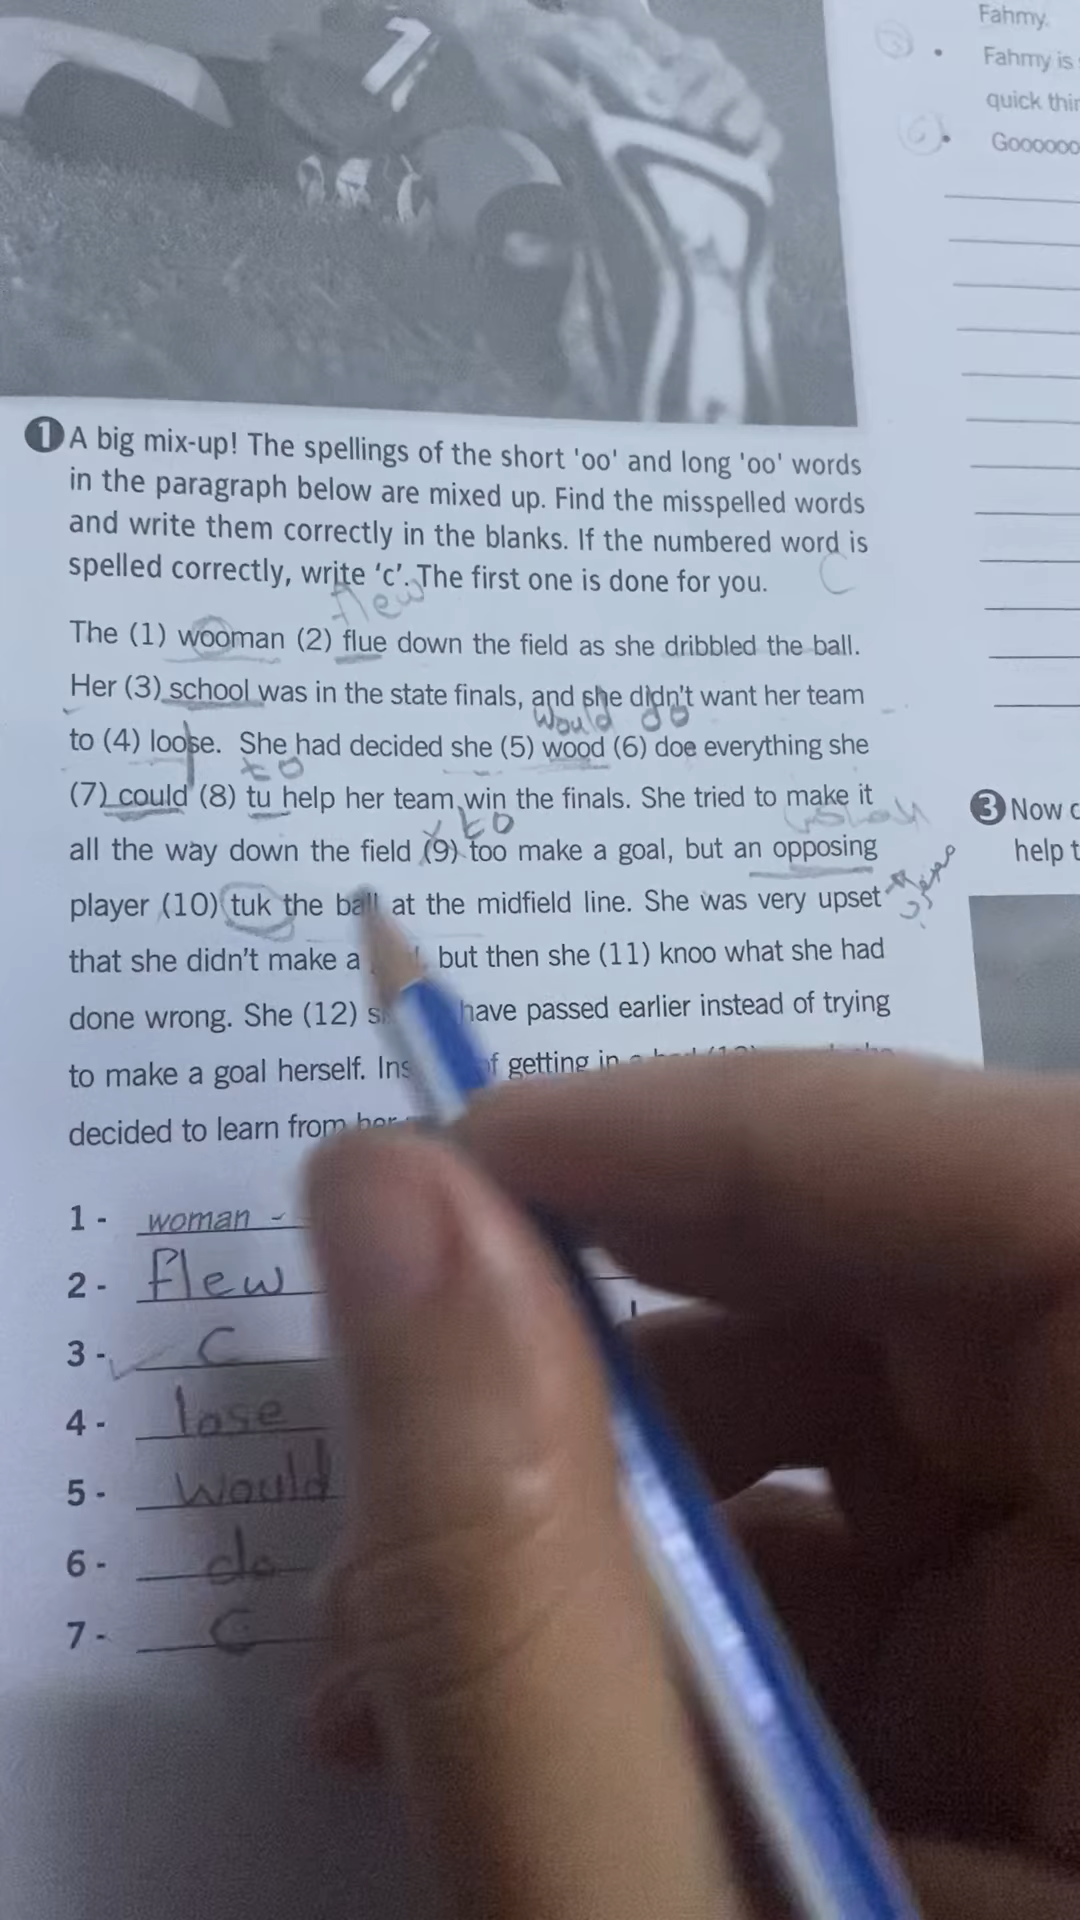 Fahmy.
Fahmy is
quick
Goooooo
1 A big mix-up! The spellings of the short 'oo' and long 'oo' words
in the paragraph below are mixed up. Find the misspelled words
and write them correctly in the blanks. If the numbered word is
spelled correctly, write 'c'. The first one is done for you.
C
flew
The (1) wooman (2) flue down the field as she dribbled the ball.
Her (3) school was in the state finals, and she didn't want her team
would do
to (4) loose. She had decided she (5) wood (6) doe everything she
to
(7) could (8) tu help her team win the finals. She tried to make it
x to
all the way down the field (9) too make a goal, but an opposing
player (10) tuk the ball at the midfield line. She was very upset
that she didn't make a but then she (11) knoo what she had
done wrong. She (12) have passed earlier instead of trying
to make a goal herself. of getting in
decided to learn from her
1 - woman -
2 - flew
3 - C
4 - lose
5 - would
6 - do
7 - C
3 Now
help